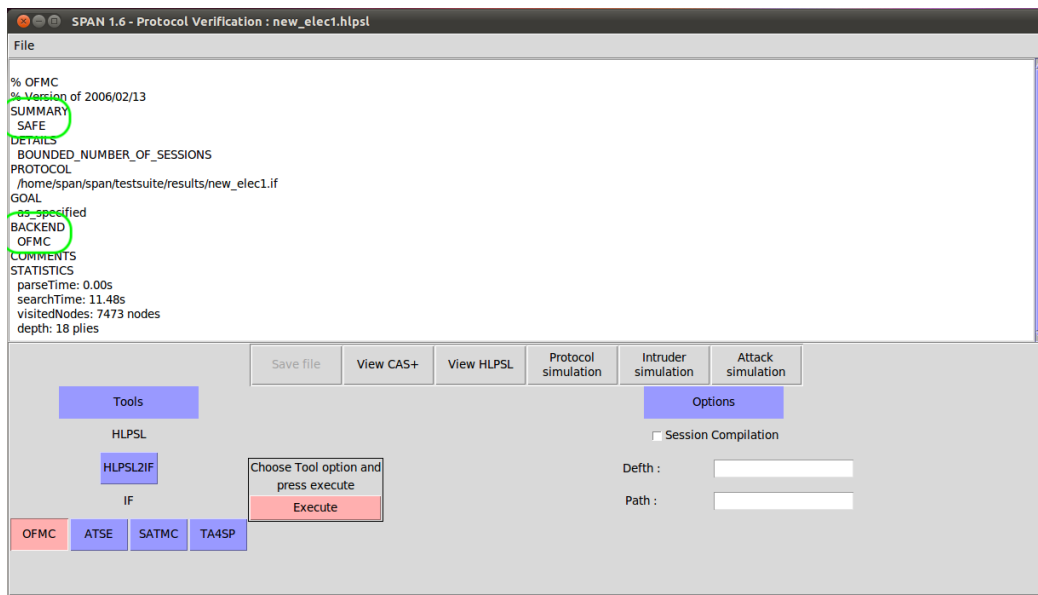 SPAN 1.6 - Protocol Verification : new_elec1.hlpsl
File
% OFMC
% Version of 2006/02/13
SUMMARY
SAFE
DETAILS
BOUNDED_NUMBER_OF_SESSIONS
PROTOCOL
/home/span/span/testsuite/results/new_elec1.if
GOAL
as_specified
BACKEND
OFMC
COMMENTS
STATISTICS
parseTime: 0.00s
searchTime: 11.48s
visitedNodes: 7473 nodes
depth: 18 plies
Save file
View CAS+
View HLPSL
Protocol
simulation
Intruder
simulation
Attack
simulation
Tools
HLPSL
HLPSL2IF
IF
OFMC
ATSE
SATMC
TA4SP
Choose Tool option and
press execute
Execute
Options
Session Compilation
Defth :
Path :